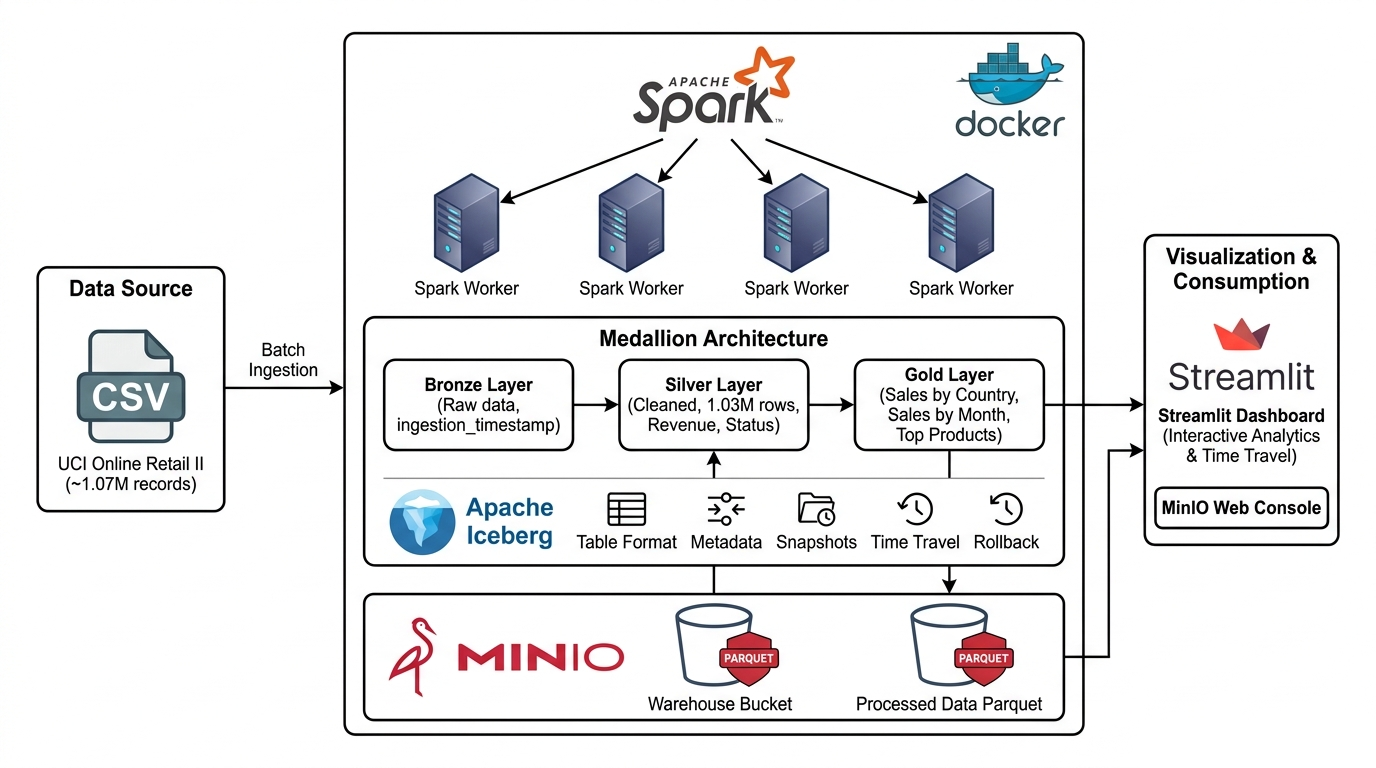 APACHE
Spark™
docker
Spark Worker
Spark Worker
Spark Worker
Spark Worker
Data Source
CSV
UCI Online Retail II
(~1.07M records)
Batch
Ingestion
Medallion Architecture
Bronze Layer
(Raw data,
ingestion_timestamp)
Silver Layer
(Cleaned, 1.03M rows,
Revenue, Status)
Gold Layer
(Sales by Country,
Sales by Month,
Top Products)
Apache
Iceberg
Table Format
Metadata
Snapshots
Time Travel
Rollback
MINIO
PARQUET
Warehouse Bucket
PARQUET
Processed Data Parquet
Visualization &
Consumption
Streamlit
Streamlit Dashboard
(Interactive Analytics
& Time Travel)
MinIO Web Console